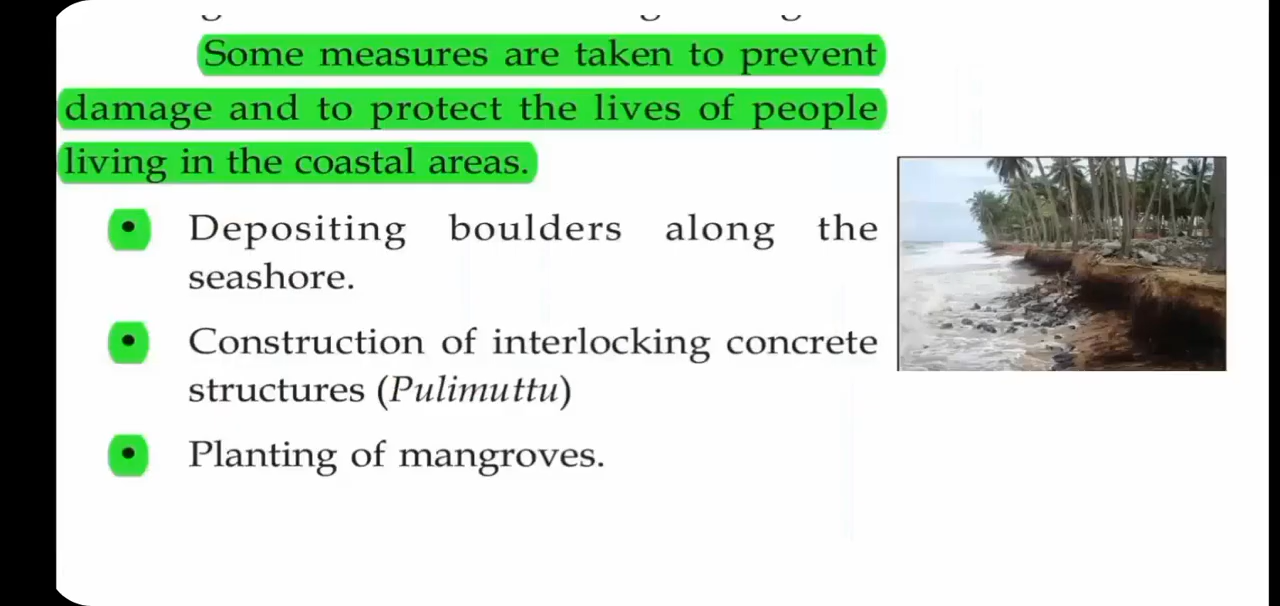 Some measures are taken to prevent
damage and to protect the lives of people
living in the coastal areas.
• Depositing boulders along the
seashore.
• Construction of interlocking concrete
structures (Pulimuttu)
• Planting of mangroves.